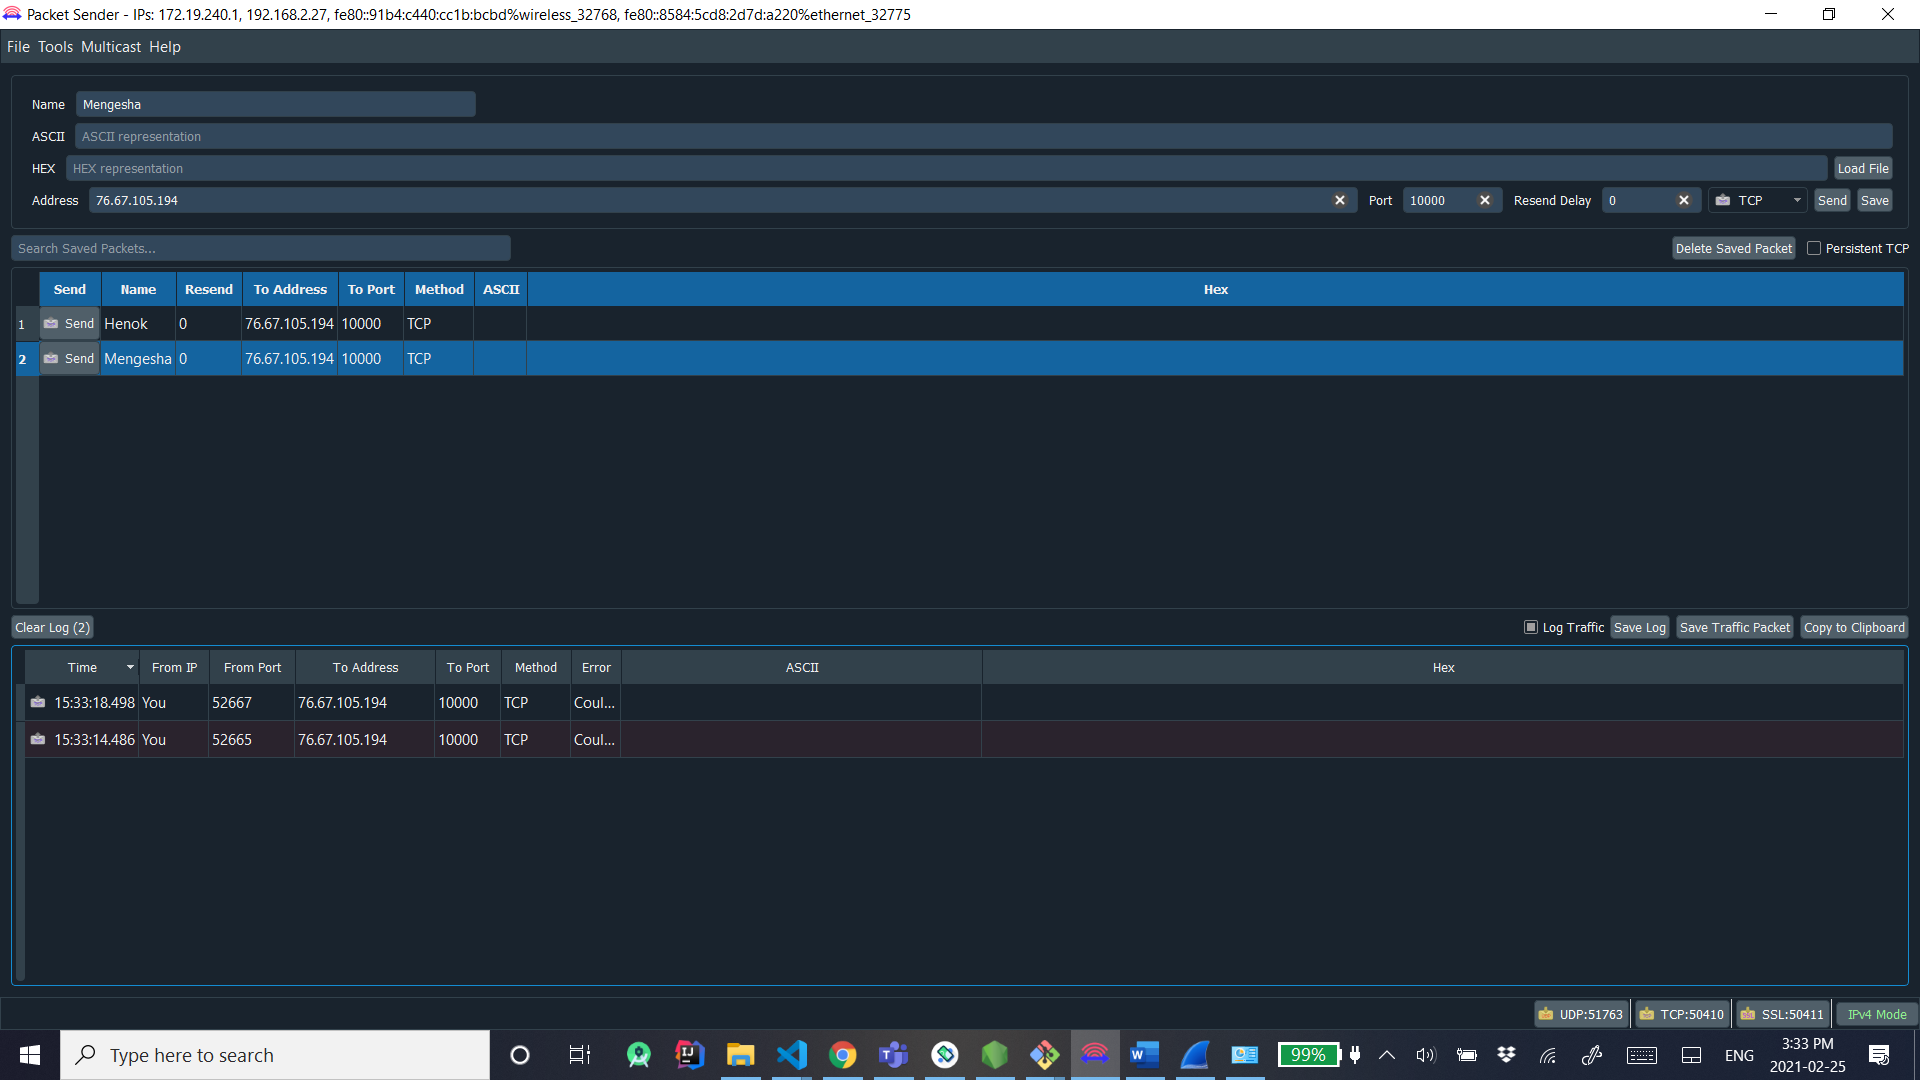 Packet Sender - IPs: 172.19.240.1, 192.168.2.27, fe80::91b4:c440:cc1b:bcbd%wireless_32768, fe80::8584:5cd8:2d7d:a220%ethernet_32775
File Tools Multicast Help
Name Mengesha
ASCII ASCII representation
HEX HEX representation Load File
Address 76.67.105.194 Port 10000 Resend Delay 0 TCP Send Save
Search Saved Packets... Delete Saved Packet Persistent TCP
Send Name Resend To Address To Port Method ASCII Hex
1 Send Henok 0 76.67.105.194 10000 TCP
2 Send Mengesha 0 76.67.105.194 10000 TCP
Clear Log (2) Log Traffic Save Log Save Traffic Packet Copy to Clipboard
Time From IP From Port To Address To Port Method Error ASCII Hex
15:33:18.498 You 52667 76.67.105.194 10000 TCP Coul...
15:33:14.486 You 52665 76.67.105.194 10000 TCP Coul...
UDP:51763 TCP:50410 SSL:50411 IPv4 Mode
Type here to search 99% ENG 3:33 PM
2021-02-25